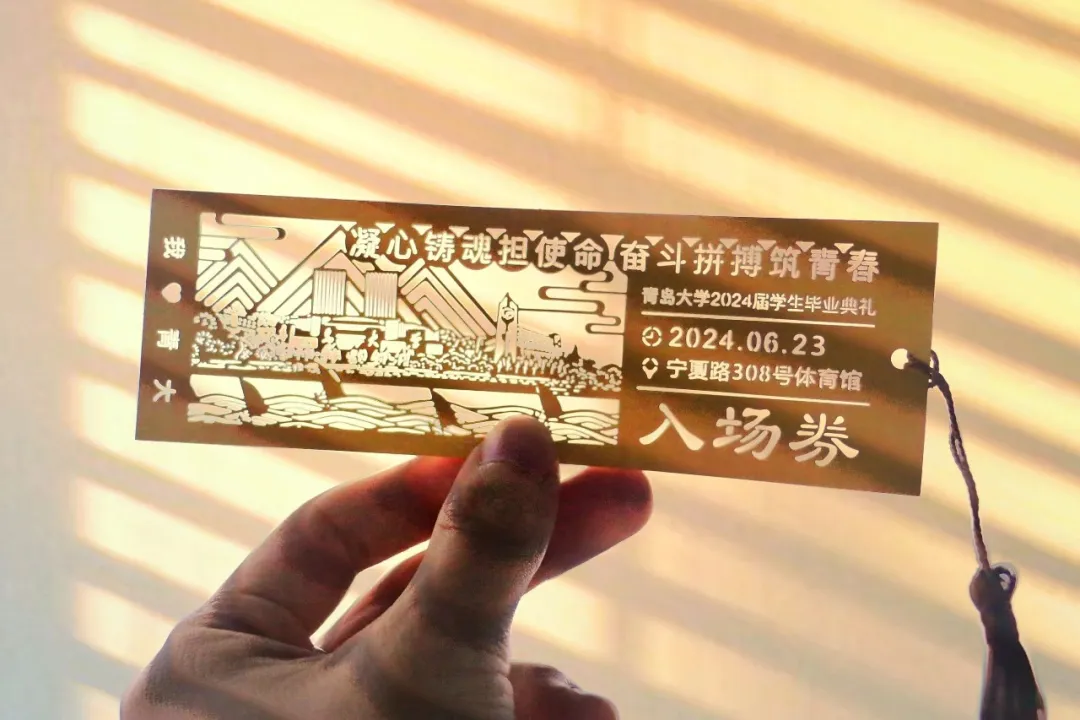 我♥青大
凝心铸魂担使命 奋斗拼搏筑青春
青岛大学2024届学生毕业典礼
2024.06.23
宁夏路308号体育馆
入场券